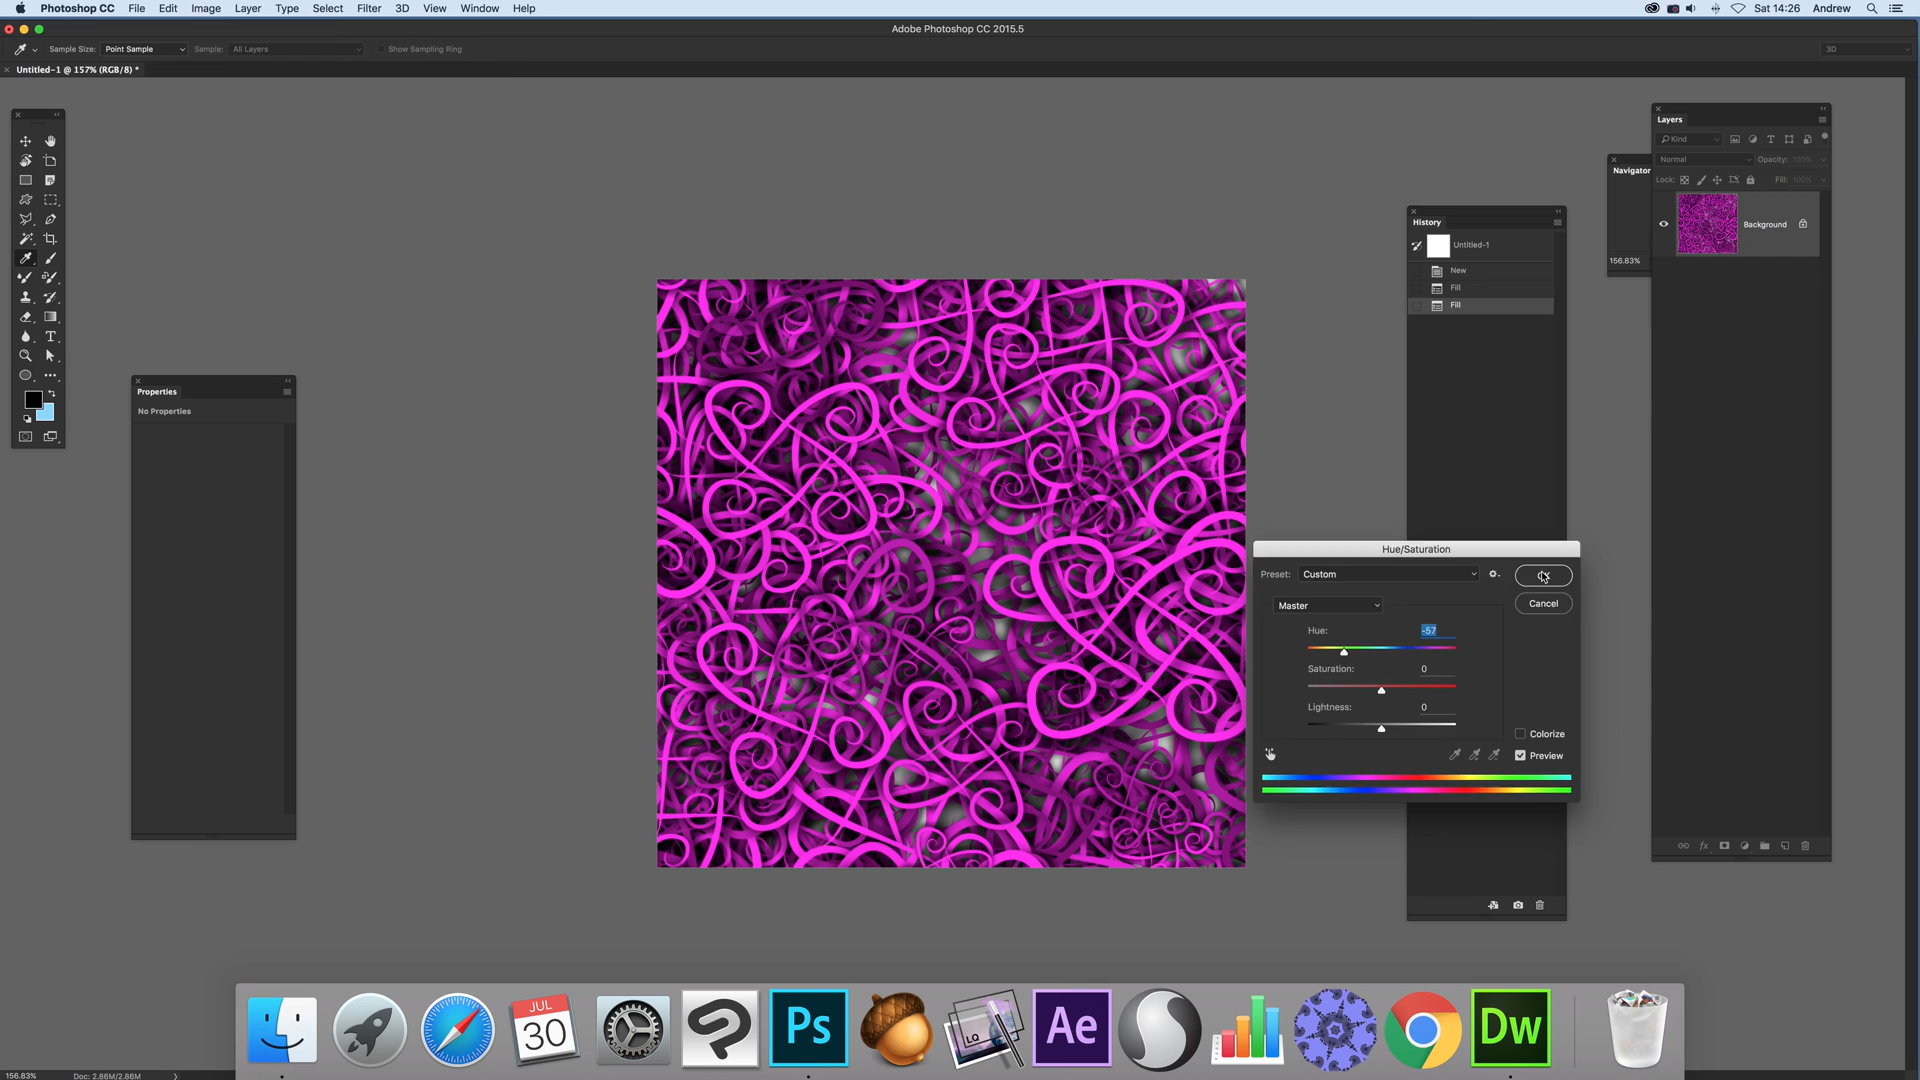 Photoshop CC File Edit Image Layer Type Select Filter 3D View Window Help Sat 14:26 Andrew
Adobe Photoshop CC 2015.5
Sample Size: Point Sample Sample: All Layers Show Sampling Ring 3D
Untitled-1 @ 157% (RGB/8) *
Layers
Kind
Normal Opacity: 100%
Navigator
Lock: Fill: 100%
Background
156.83%
History
Untitled-1
New
Fill
Fill
Properties
No Properties
Hue/Saturation
Preset: Custom
Cancel
Master
Hue: -57
Saturation: 0
Lightness: 0
Colorize
Preview
JUL
30
Ps
LQ
Ae
Dw
156.83% Doc: 2.86M/2.86M